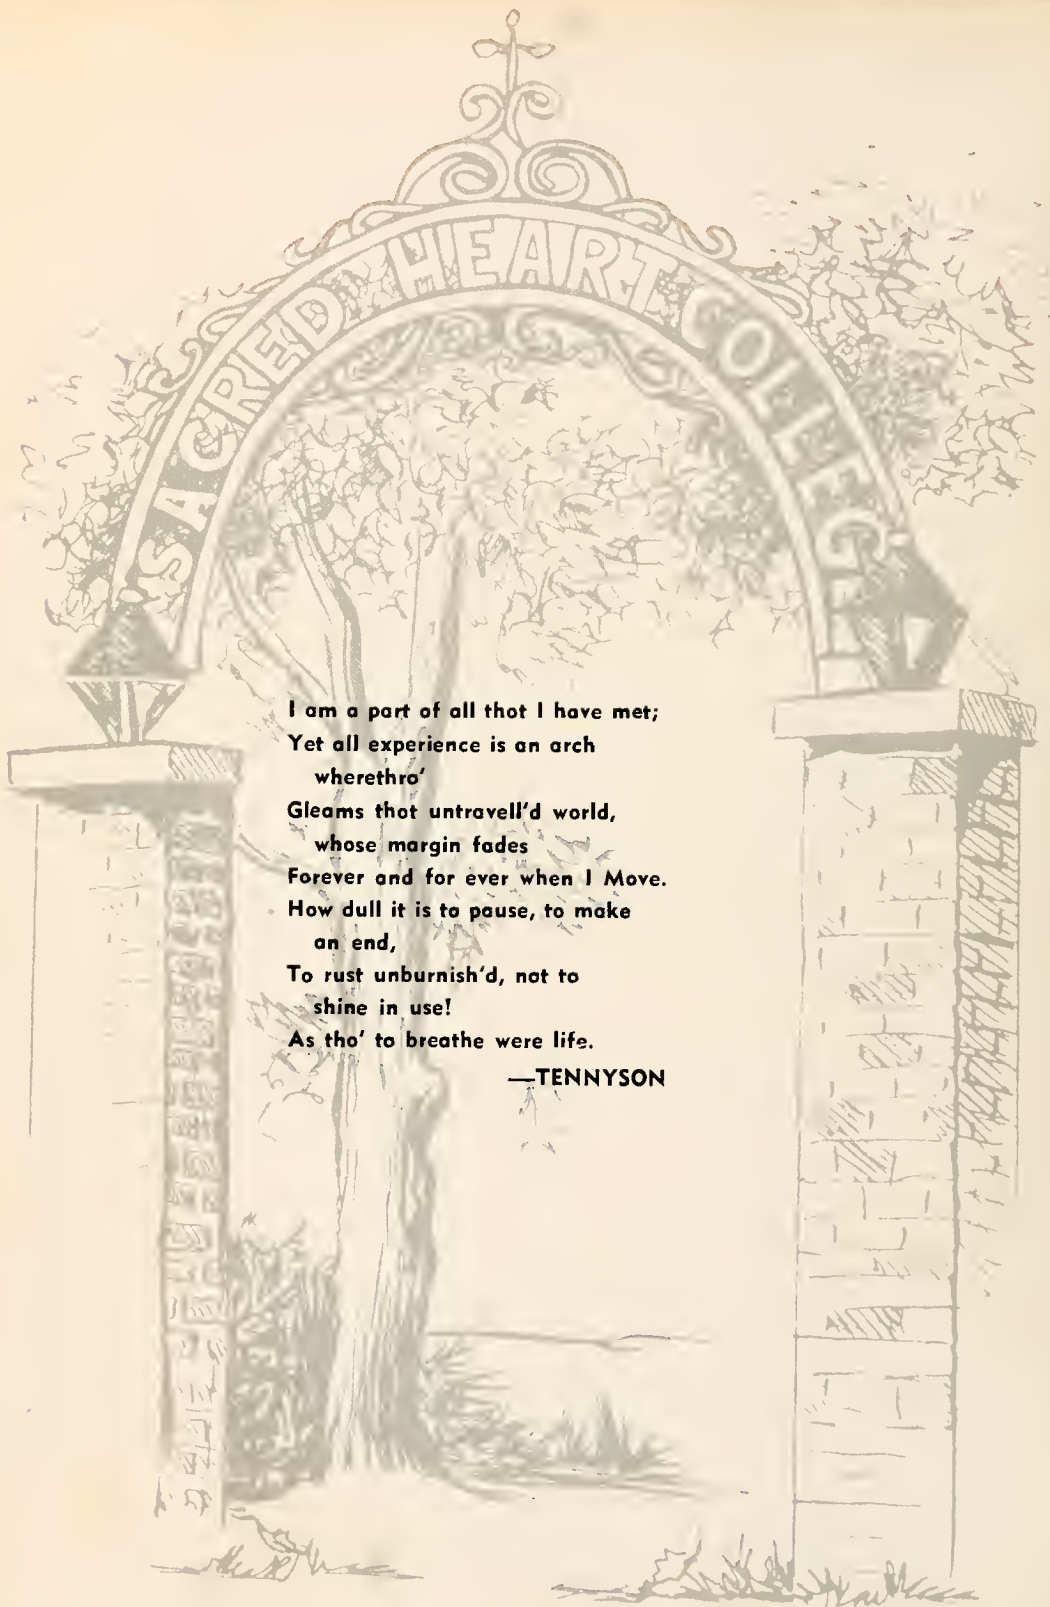 SACRED HEART COLLEGE
I am a part of all that I have met;
Yet all experience is an arch
wherethro'
Gleams that untravell'd world,
whose margin fades
Forever and for ever when I Move.
How dull it is to pause, to make
an end,
To rust unburnish'd, not to
shine in use!
As tho' to breathe were life.
—TENNYSON